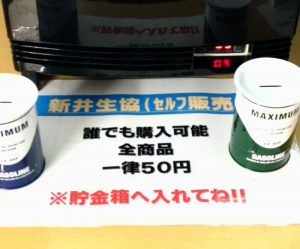 新井生協(セルフ販売
誰でも購入可能
全商品
一律50円
※貯金箱へ入れてね!!
MAXIMUM
GASOLINE
MAXIMUM
GASOLINE